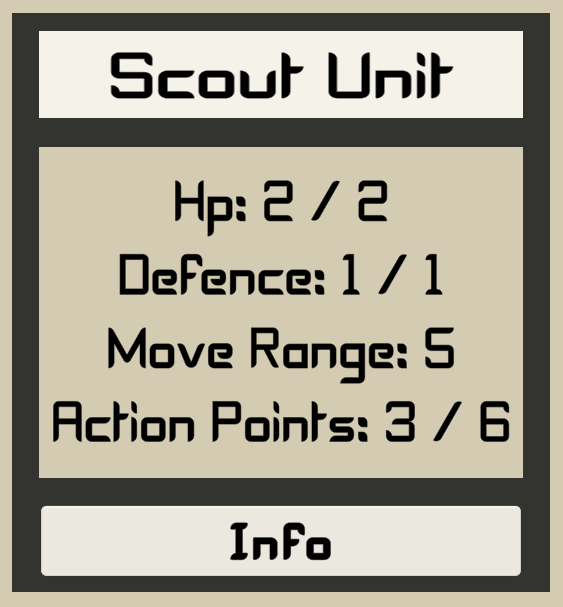 Scout Unit
Hp: 2 / 2
Defence: 1 / 1
Move Range: 5
Action Points: 3 / 6
Info